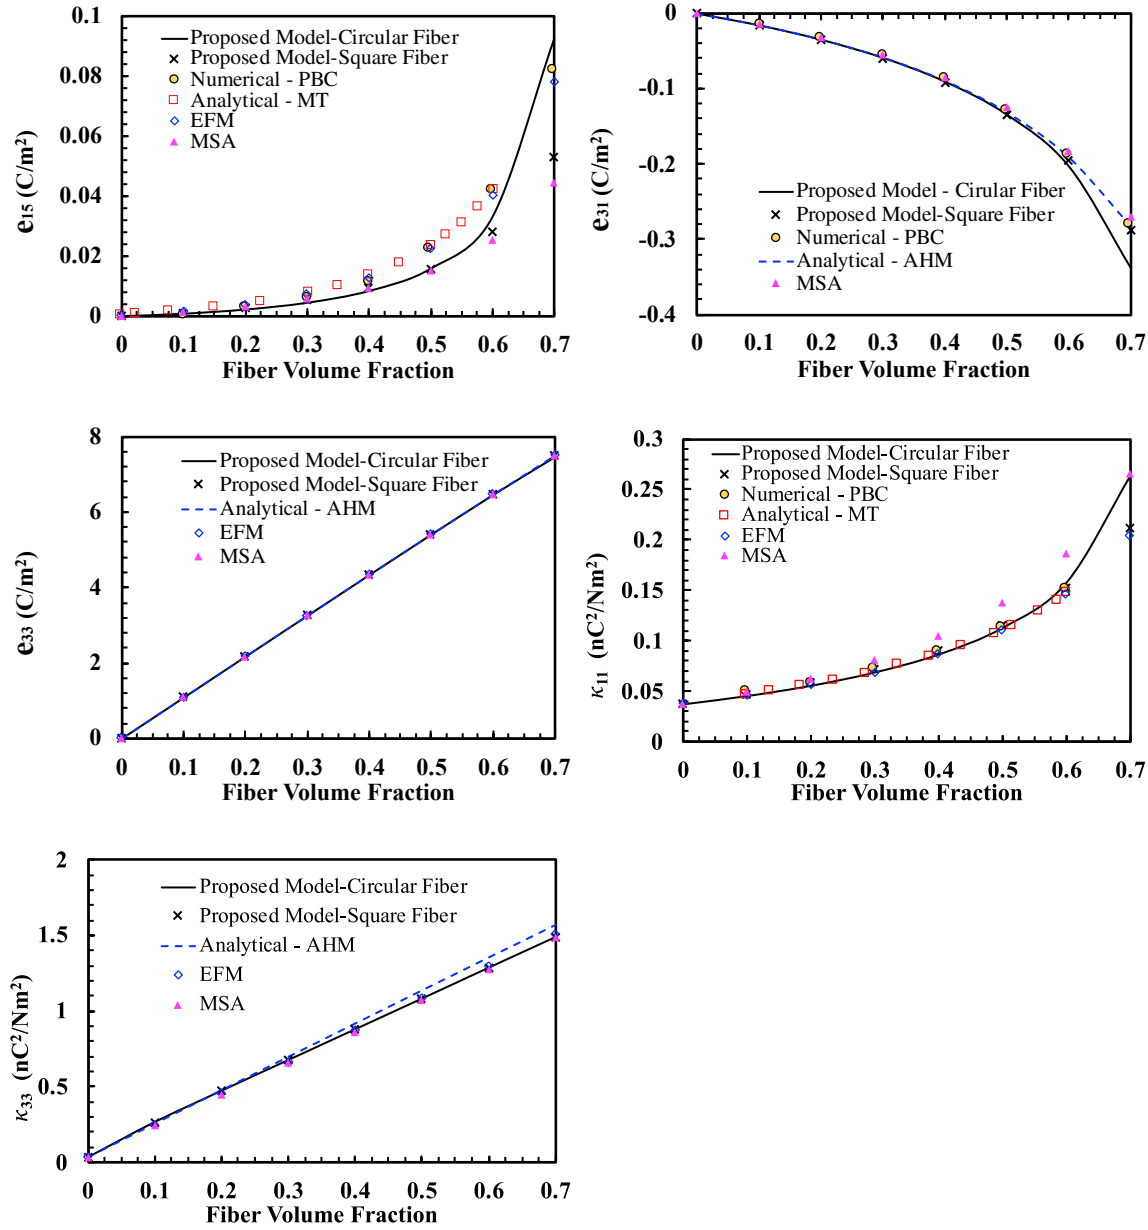 0.1
0.08
0.06
0.04
0.02
0
e15 (C/m²)
Proposed Model-Circular Fiber
Proposed Model-Square Fiber
Numerical - PBC
Analytical - MT
EFM
MSA
0 0.1 0.2 0.3 0.4 0.5 0.6 0.7
Fiber Volume Fraction
0
-0.1
-0.2
-0.3
-0.4
e31 (C/m²)
Proposed Model - Cirular Fiber
Proposed Model-Square Fiber
Numerical - PBC
Analytical - AHM
MSA
0 0.1 0.2 0.3 0.4 0.5 0.6 0.7
Fiber Volume Fraction
8
6
4
2
0
e33 (C/m²)
Proposed Model-Circular Fiber
Proposed Model-Square Fiber
Analytical - AHM
EFM
MSA
0 0.1 0.2 0.3 0.4 0.5 0.6 0.7
Fiber Volume Fraction
0.3
0.25
0.2
0.15
0.1
0.05
0
κ11 (nC²/Nm²)
Proposed Model-Circular Fiber
Proposed Model-Square Fiber
Numerical - PBC
Analytical - MT
EFM
MSA
0 0.1 0.2 0.3 0.4 0.5 0.6 0.7
Fiber Volume Fraction
2
1.5
1
0.5
0
κ33 (nC²/Nm²)
Proposed Model-Circular Fiber
Proposed Model-Square Fiber
Analytical - AHM
EFM
MSA
0 0.1 0.2 0.3 0.4 0.5 0.6 0.7
Fiber Volume Fraction